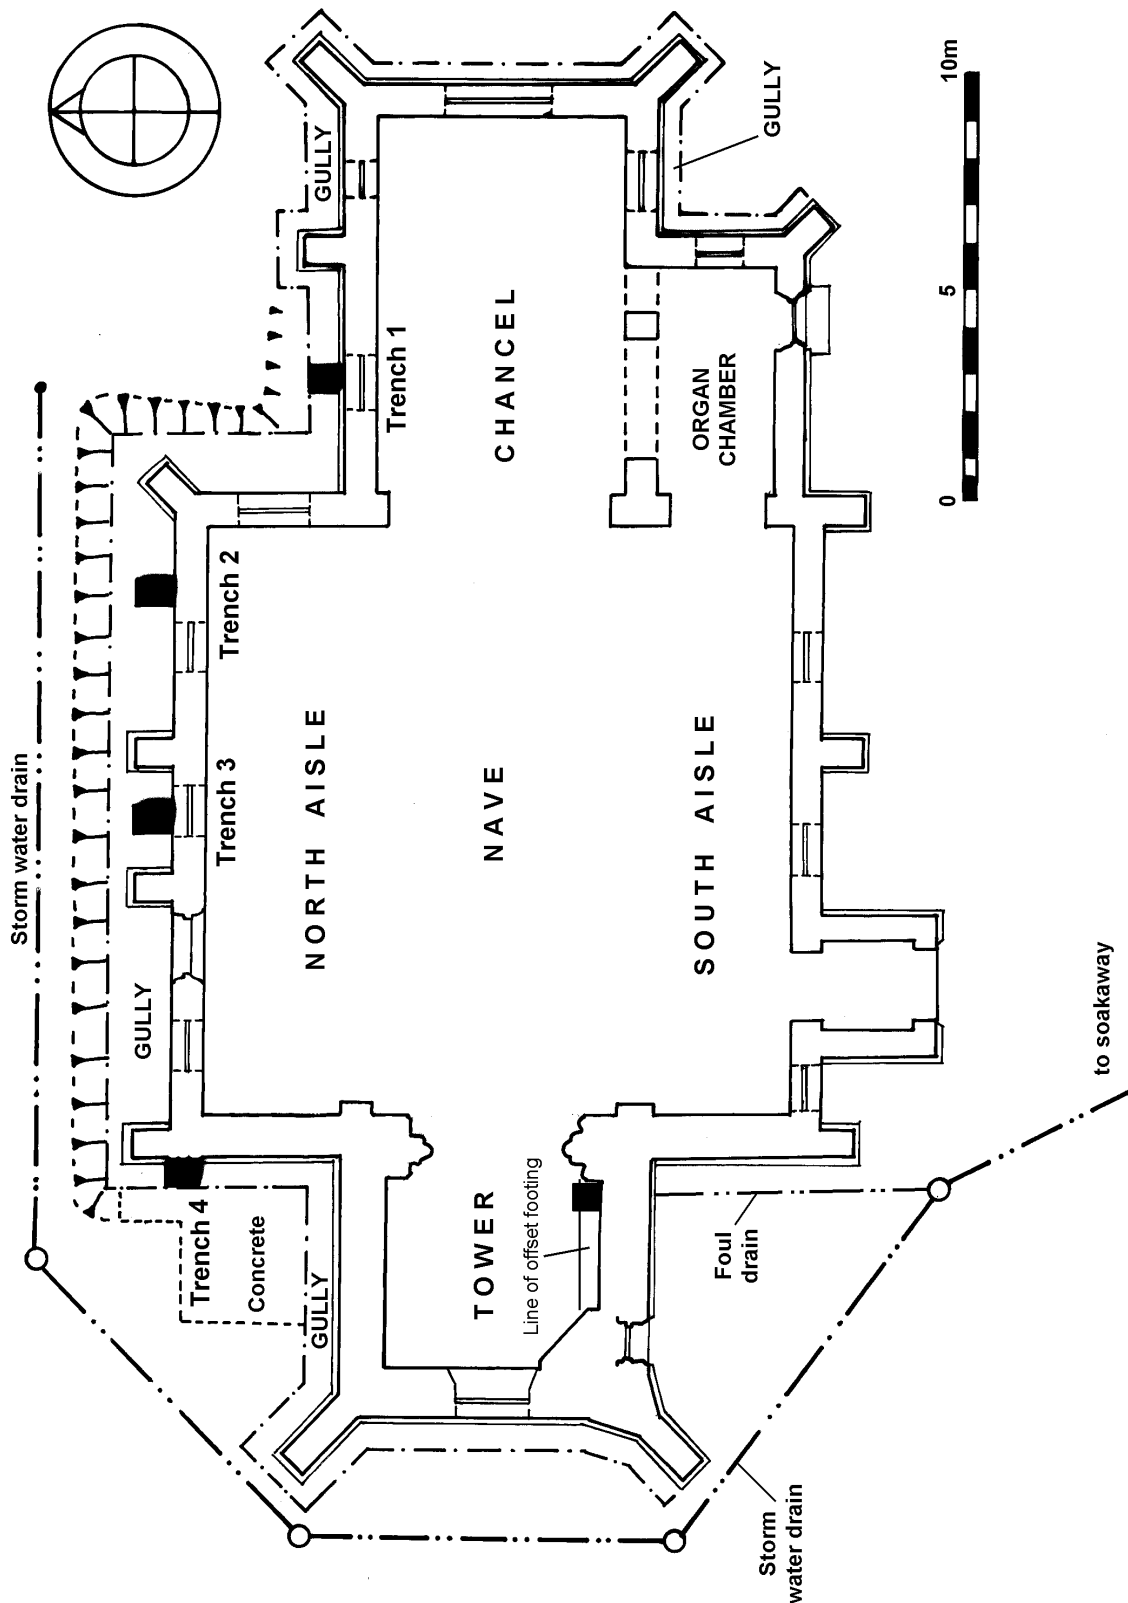 Storm water drain
GULLY
GULLY
10m
5
0
Trench 1
CHANCEL
ORGAN
CHAMBER
Trench 2
Trench 3
NORTH AISLE
NAVE
SOUTH AISLE
GULLY
Trench 4
Concrete
GULLY
TOWER
Line of offset footing
Foul
drain
to soakaway
Storm
water drain